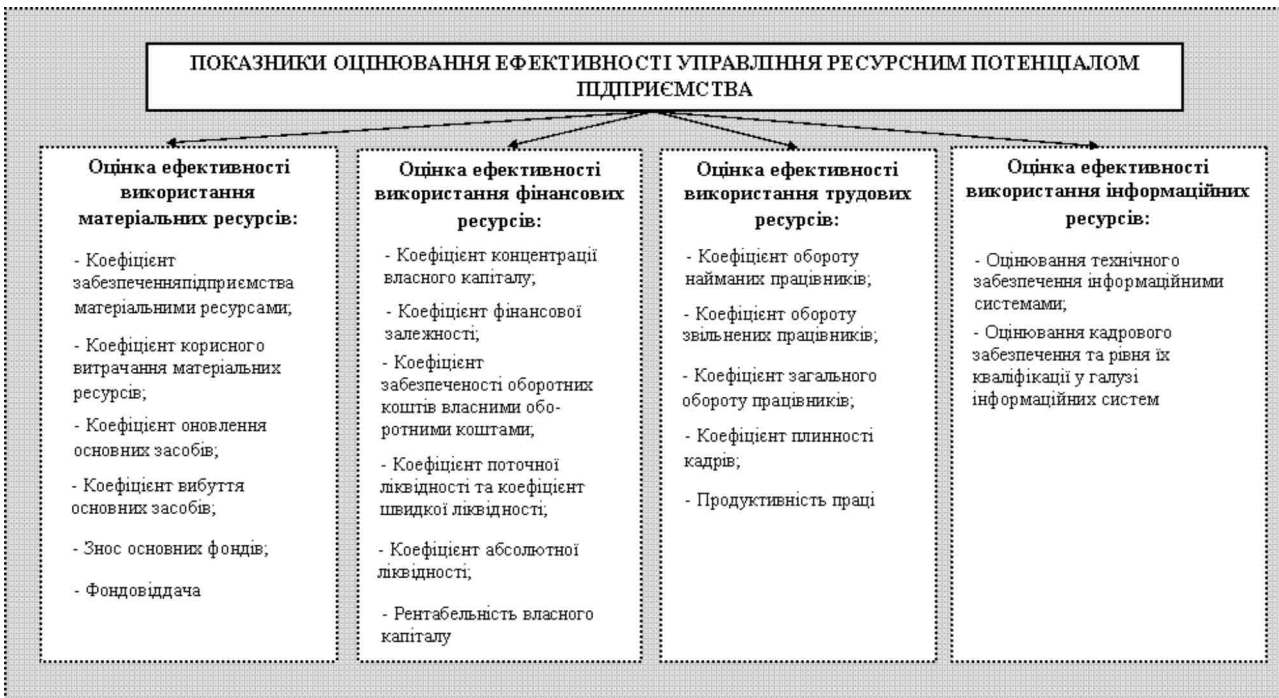 ПОКАЗНИКИ ОЦІНЮВАННЯ ЕФЕКТИВНОСТІ УПРАВЛІННЯ РЕСУРСНИМ ПОТЕНЦІАЛОМ
ПІДПРИЄМСТВА
Оцінка ефективності
використання
матеріальних ресурсів:
- Коефіцієнт
забезпеченняпідприємства
матеріальними ресурсами;
- Коефіцієнт корисного
витрачання матеріальних
ресурсів;
- Коефіцієнт оновлення
основних засобів;
- Коефіцієнт вибуття
основних засобів;
- Знос основних фондів;
- Фондовіддача
Оцінка ефективності
використання фінансових
ресурсів:
- Коефіцієнт концентрації
власного капіталу;
- Коефіцієнт фінансової
залежності;
- Коефіцієнт
забезпеченості оборотних
коштів власними обо-
ротними коштами;
- Коефіцієнт поточної
ліквідності та коефіцієнт
швидкої ліквідності;
- Коефіцієнт абсолютної
ліквідності;
- Рентабельність власного
капіталу
Оцінка ефективності
використання трудових
ресурсів:
- Коефіцієнт обороту
найманих працівників;
- Коефіцієнт обороту
звільнених працівників;
- Коефіцієнт загального
обороту працівників;
- Коефіцієнт плинності
кадрів;
- Продуктивність праці
Оцінка ефективності
використання інформаційних
ресурсів:
- Оцінювання технічного
забезпечення інформаційними
системами;
- Оцінювання кадрового
забезпечення та рівня їх
кваліфікації у галузі
інформаційних систем